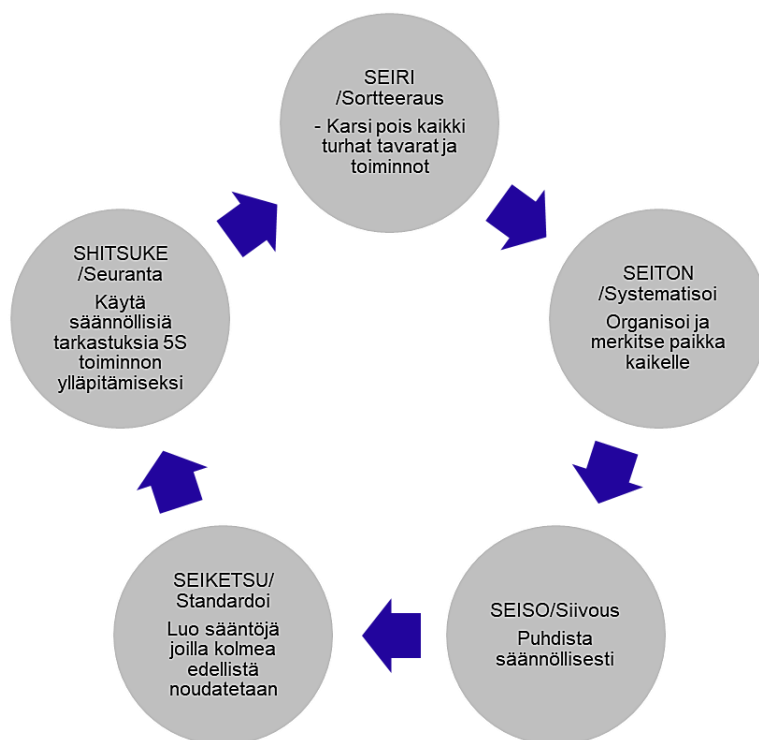 SEIRI
/Sortteeraus
- Karsi pois kaikki
turhat tavarat ja
toiminnot
SEITON
/Systematisoi
Organisoi ja
merkitse paikka
kaikelle
SEISO/Siivous
Puhdista
säännöllisesti
SEIKETSU/
Standardoi
Luo sääntöjä
joilla kolmea
edellistä
noudatetaan
SHITSUKE
/Seuranta
Käytä
säännöllisiä
tarkastuksia 5S
toiminnon
ylläpitämiseksi